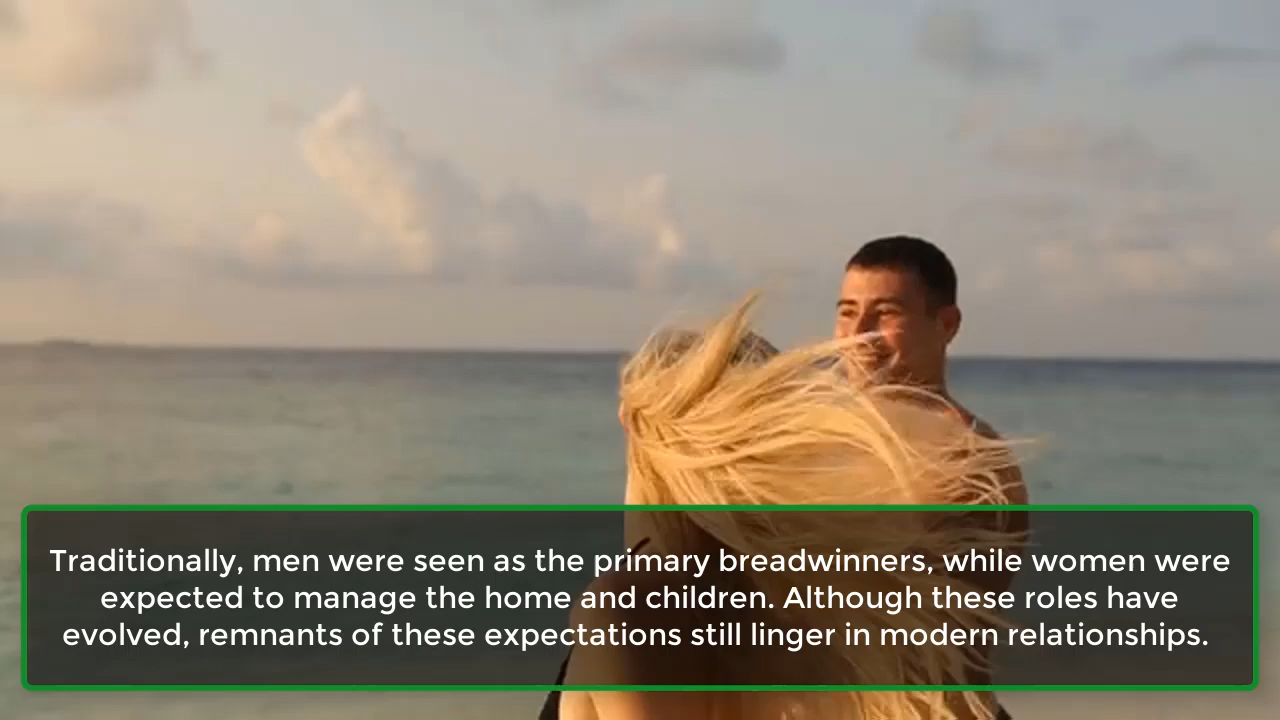 Traditionally, men were seen as the primary breadwinners, while women were
expected to manage the home and children. Although these roles have
evolved, remnants of these expectations still linger in modern relationships.